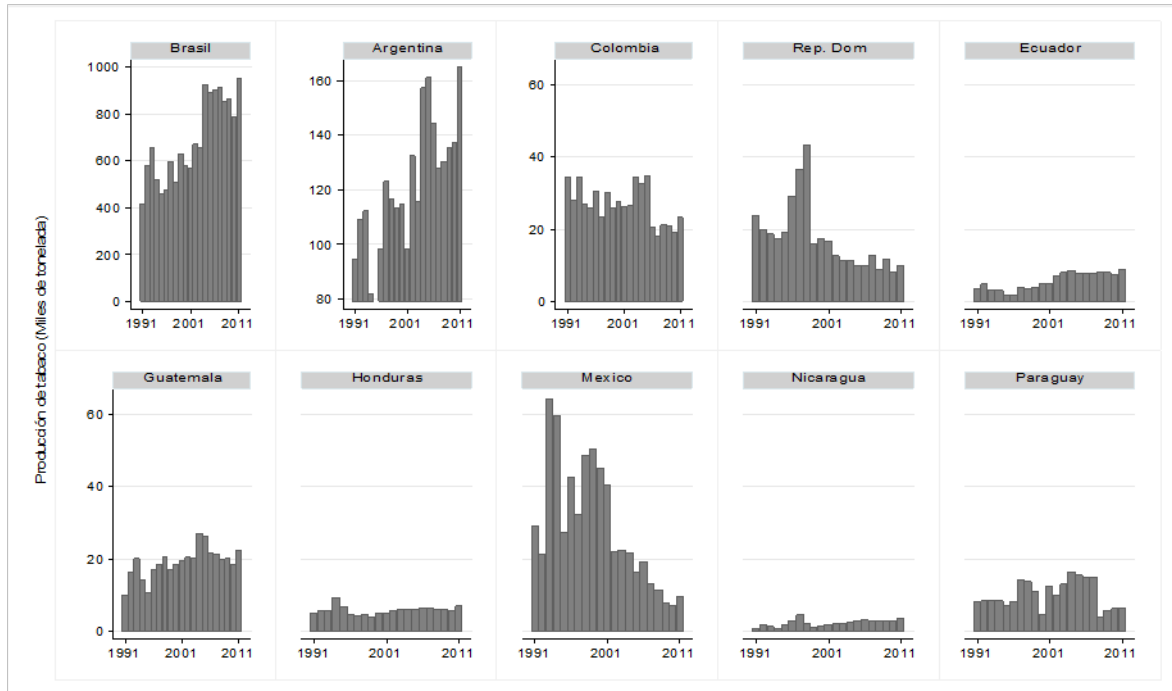 Producción de tabaco (Miles de tonelada)
Brasil
1000
800
600
400
200
0
1991 2001 2011
Argentina
160
140
120
100
80
1991 2001 2011
Colombia
60
40
20
0
1991 2001 2011
Rep. Dom
1991 2001 2011
Ecuador
1991 2001 2011
Guatemala
60
40
20
0
1991 2001 2011
Honduras
1991 2001 2011
Mexico
1991 2001 2011
Nicaragua
1991 2001 2011
Paraguay
1991 2001 2011